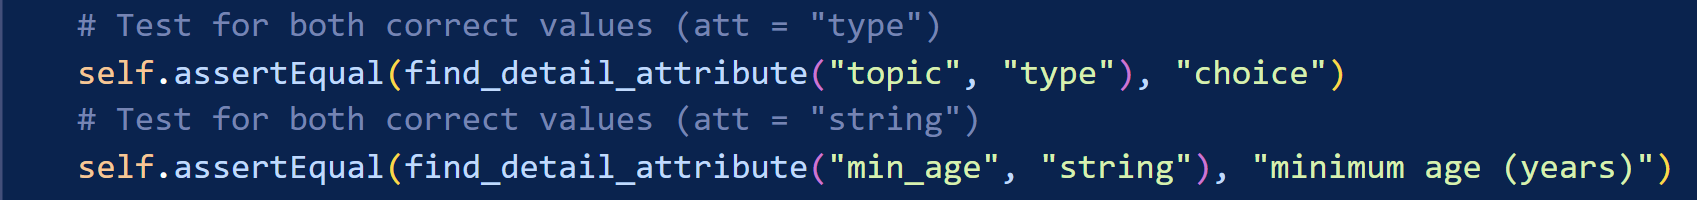 # Test for both correct values (att = "type")
self.assertEqual(find_detail_attribute("topic", "type"), "choice")
# Test for both correct values (att = "string")
self.assertEqual(find_detail_attribute("min_age", "string"), "minimum age (years)")